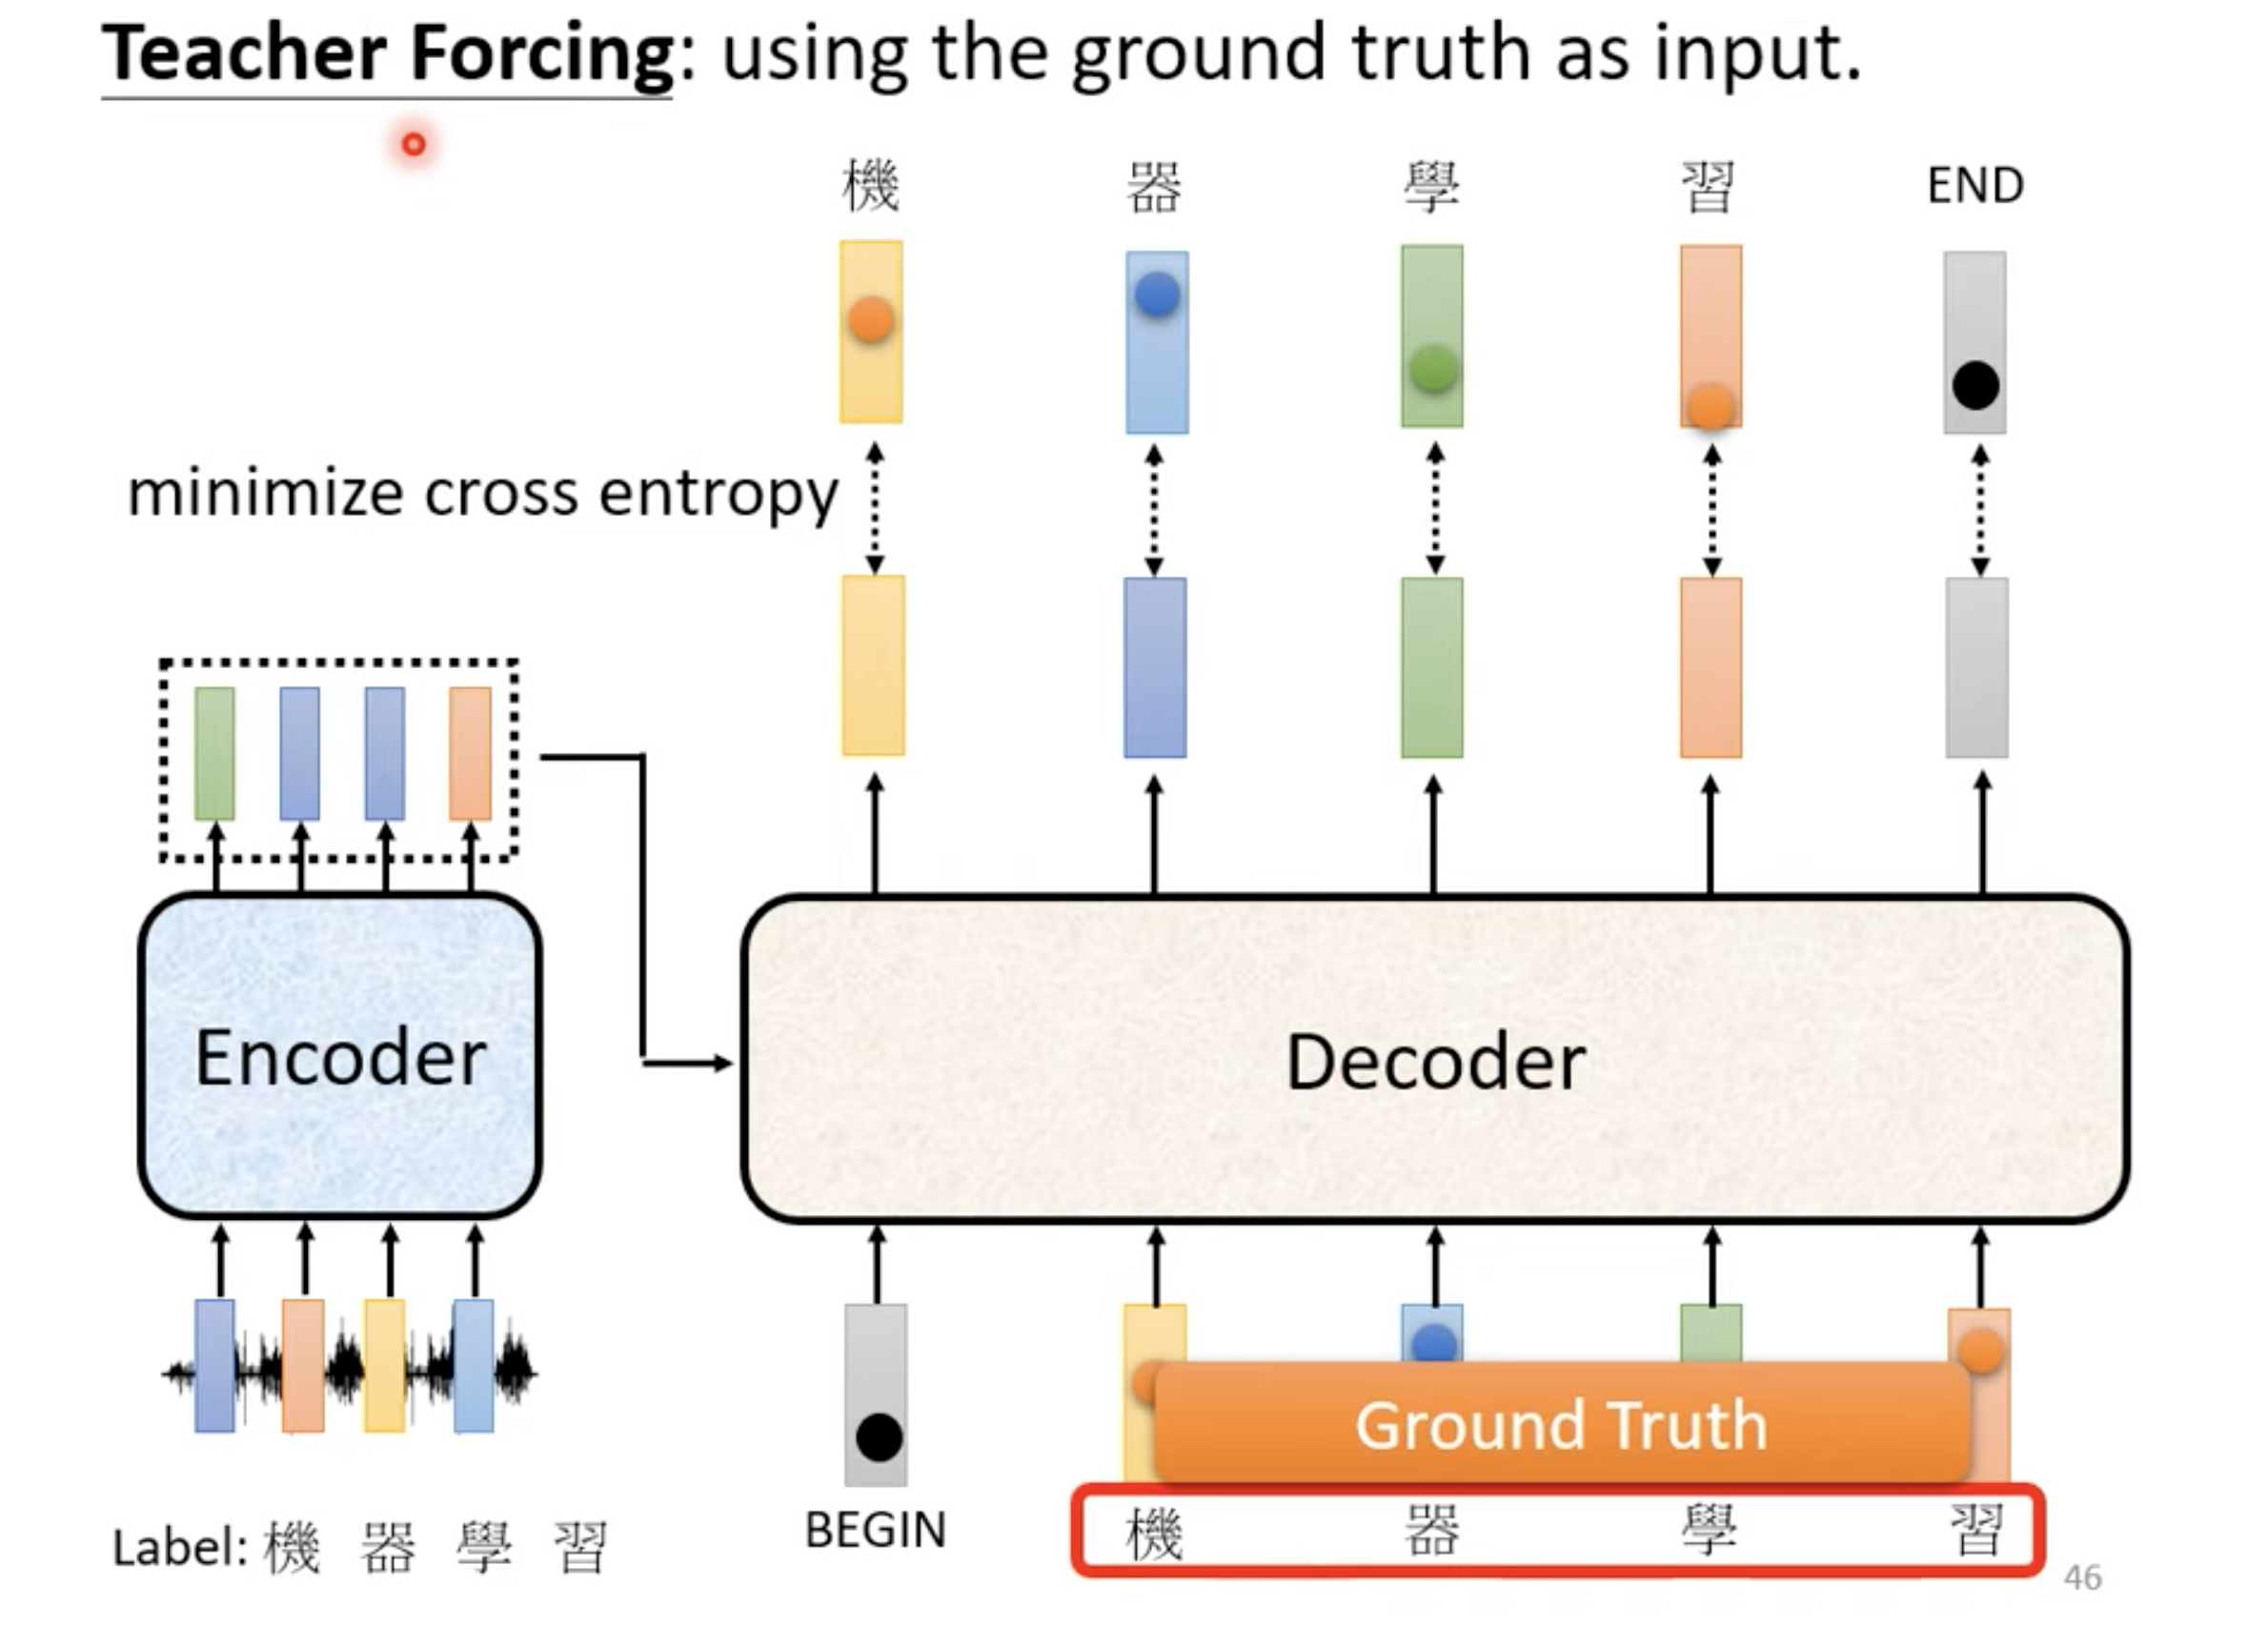 Teacher Forcing: using the ground truth as input.
機 器 學 習 END
minimize cross entropy
Encoder
Decoder
Ground Truth
Label: 機 器 學 習
BEGIN 機 器 學 習
46